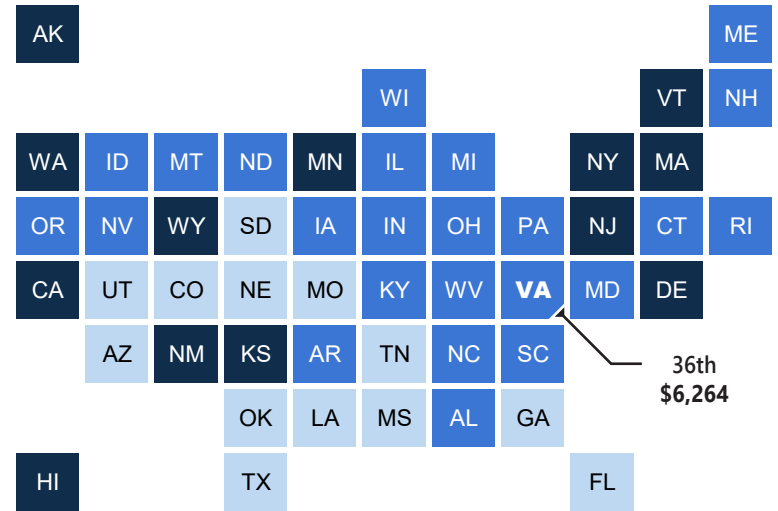 AK ME
WI VT NH
WA ID MT ND MN IL MI NY MA
OR NV WY SD IA IN OH PA NJ CT RI
CA UT CO NE MO KY WV VA MD DE
AZ NM KS AR TN NC SC
36th
$6,264
OK LA MS AL GA
HI TX FL